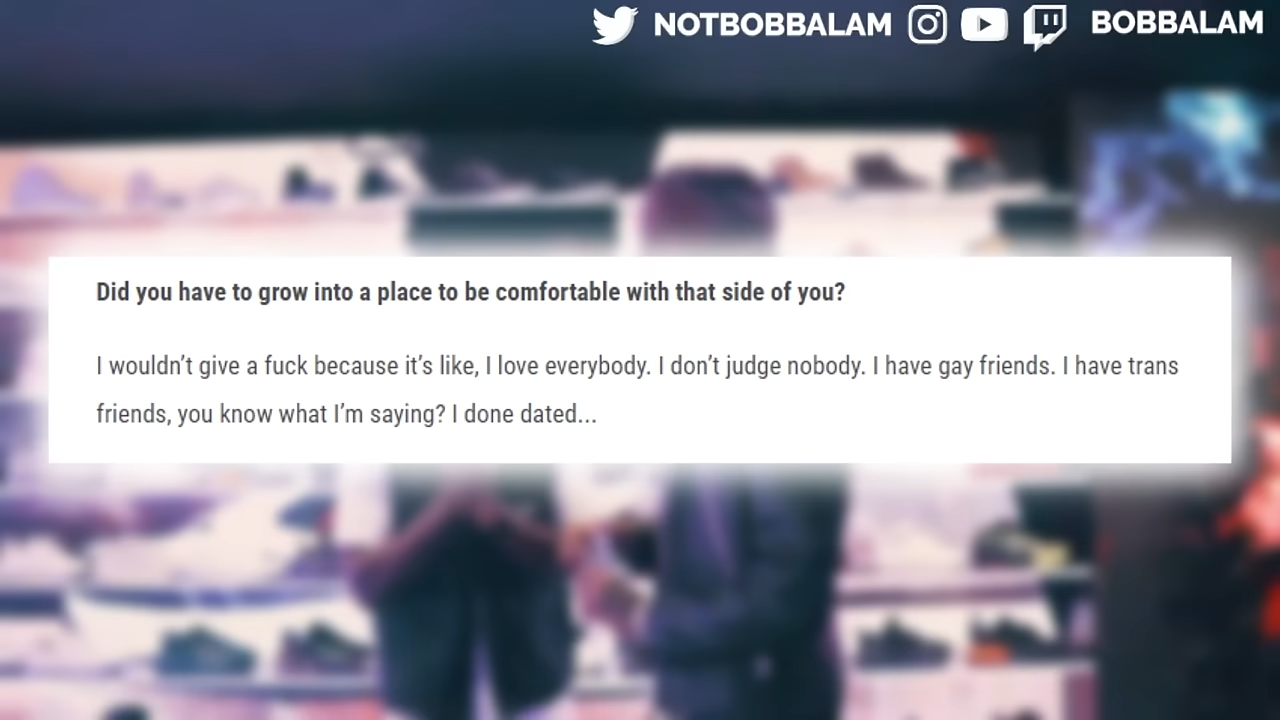 NOTBOBBALAM BOBBALAM
Did you have to grow into a place to be comfortable with that side of you?
I wouldn’t give a fuck because it’s like, I love everybody. I don’t judge nobody. I have gay friends. I have trans
friends, you know what I’m saying? I done dated...